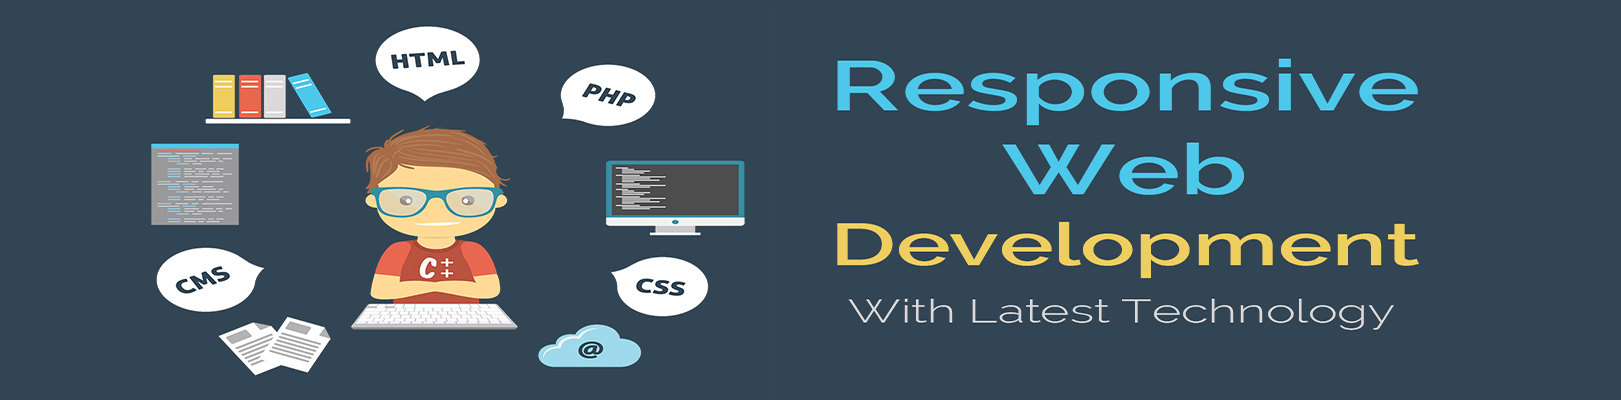 HTML
PHP
CMS
C++
CSS
@
Responsive
Web
Development
With Latest Technology